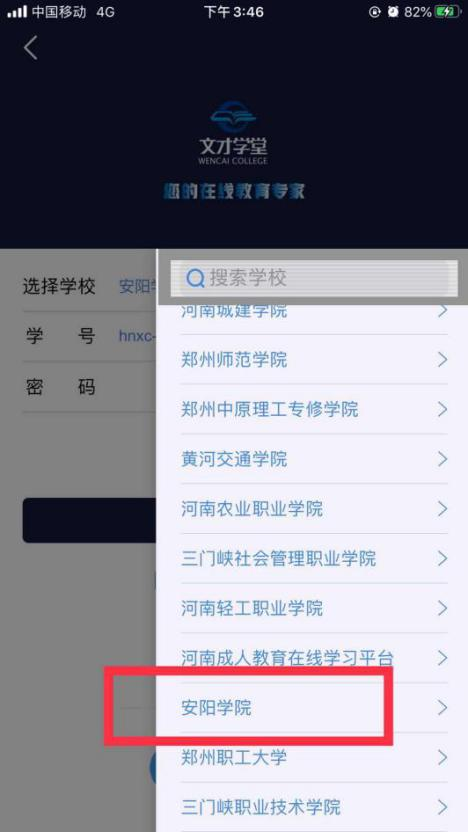 中国移动 4G 下午3:46 82%
文才学堂
WENCAI COLLEGE
您的在线教育专家
搜索学校
选择学校 安阳
学 号 hnxc-
密 码
河南城建学院
郑州师范学院
郑州中原理工专修学院
黄河交通学院
河南农业职业学院
三门峡社会管理职业学院
河南轻工职业学院
河南成人教育在线学习平台
安阳学院
郑州职工大学
三门峡职业技术学院